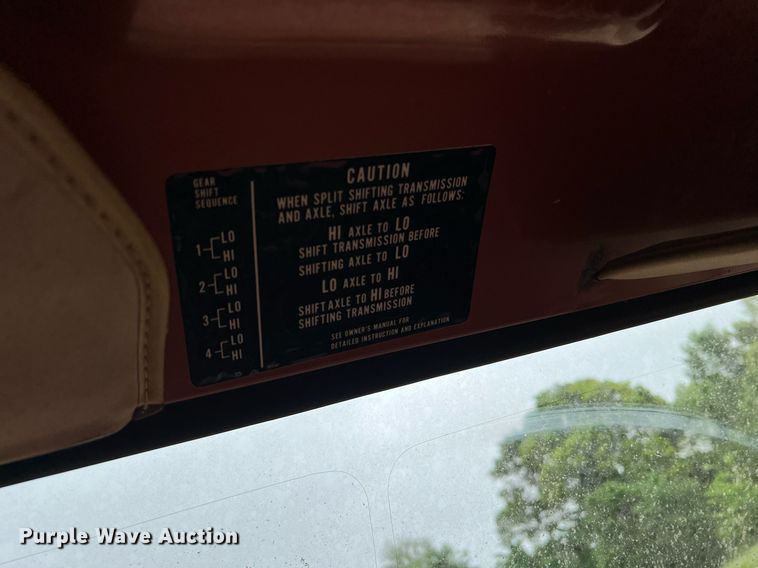 GEAR
SHIFT
SEQUENCE
1 LO
HI
2 LO
HI
3 LO
HI
4 LO
HI
CAUTION
WHEN SPLIT SHIFTING TRANSMISSION
AND AXLE, SHIFT AXLE AS FOLLOWS:
HI AXLE TO LO
SHIFT TRANSMISSION BEFORE
SHIFTING AXLE TO LO
LO AXLE TO HI
SHIFT AXLE TO HI BEFORE
SHIFTING TRANSMISSION
SEE OWNER'S MANUAL FOR
DETAILED INSTRUCTION AND EXPLANATION
Purple Wave Auction